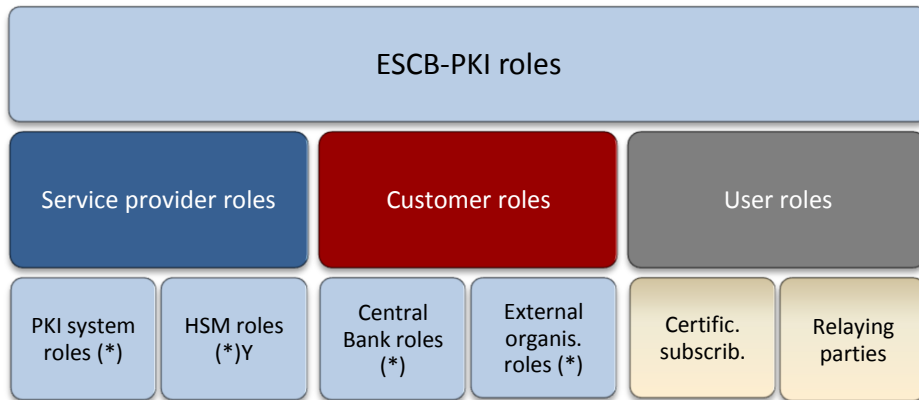 ESCB-PKI roles
Service provider roles
Customer roles
User roles
PKI system
roles (*)
HSM roles
(*)Y
Central
Bank roles
(*)
External
organis.
roles (*)
Certific.
subscrib.
Relaying
parties